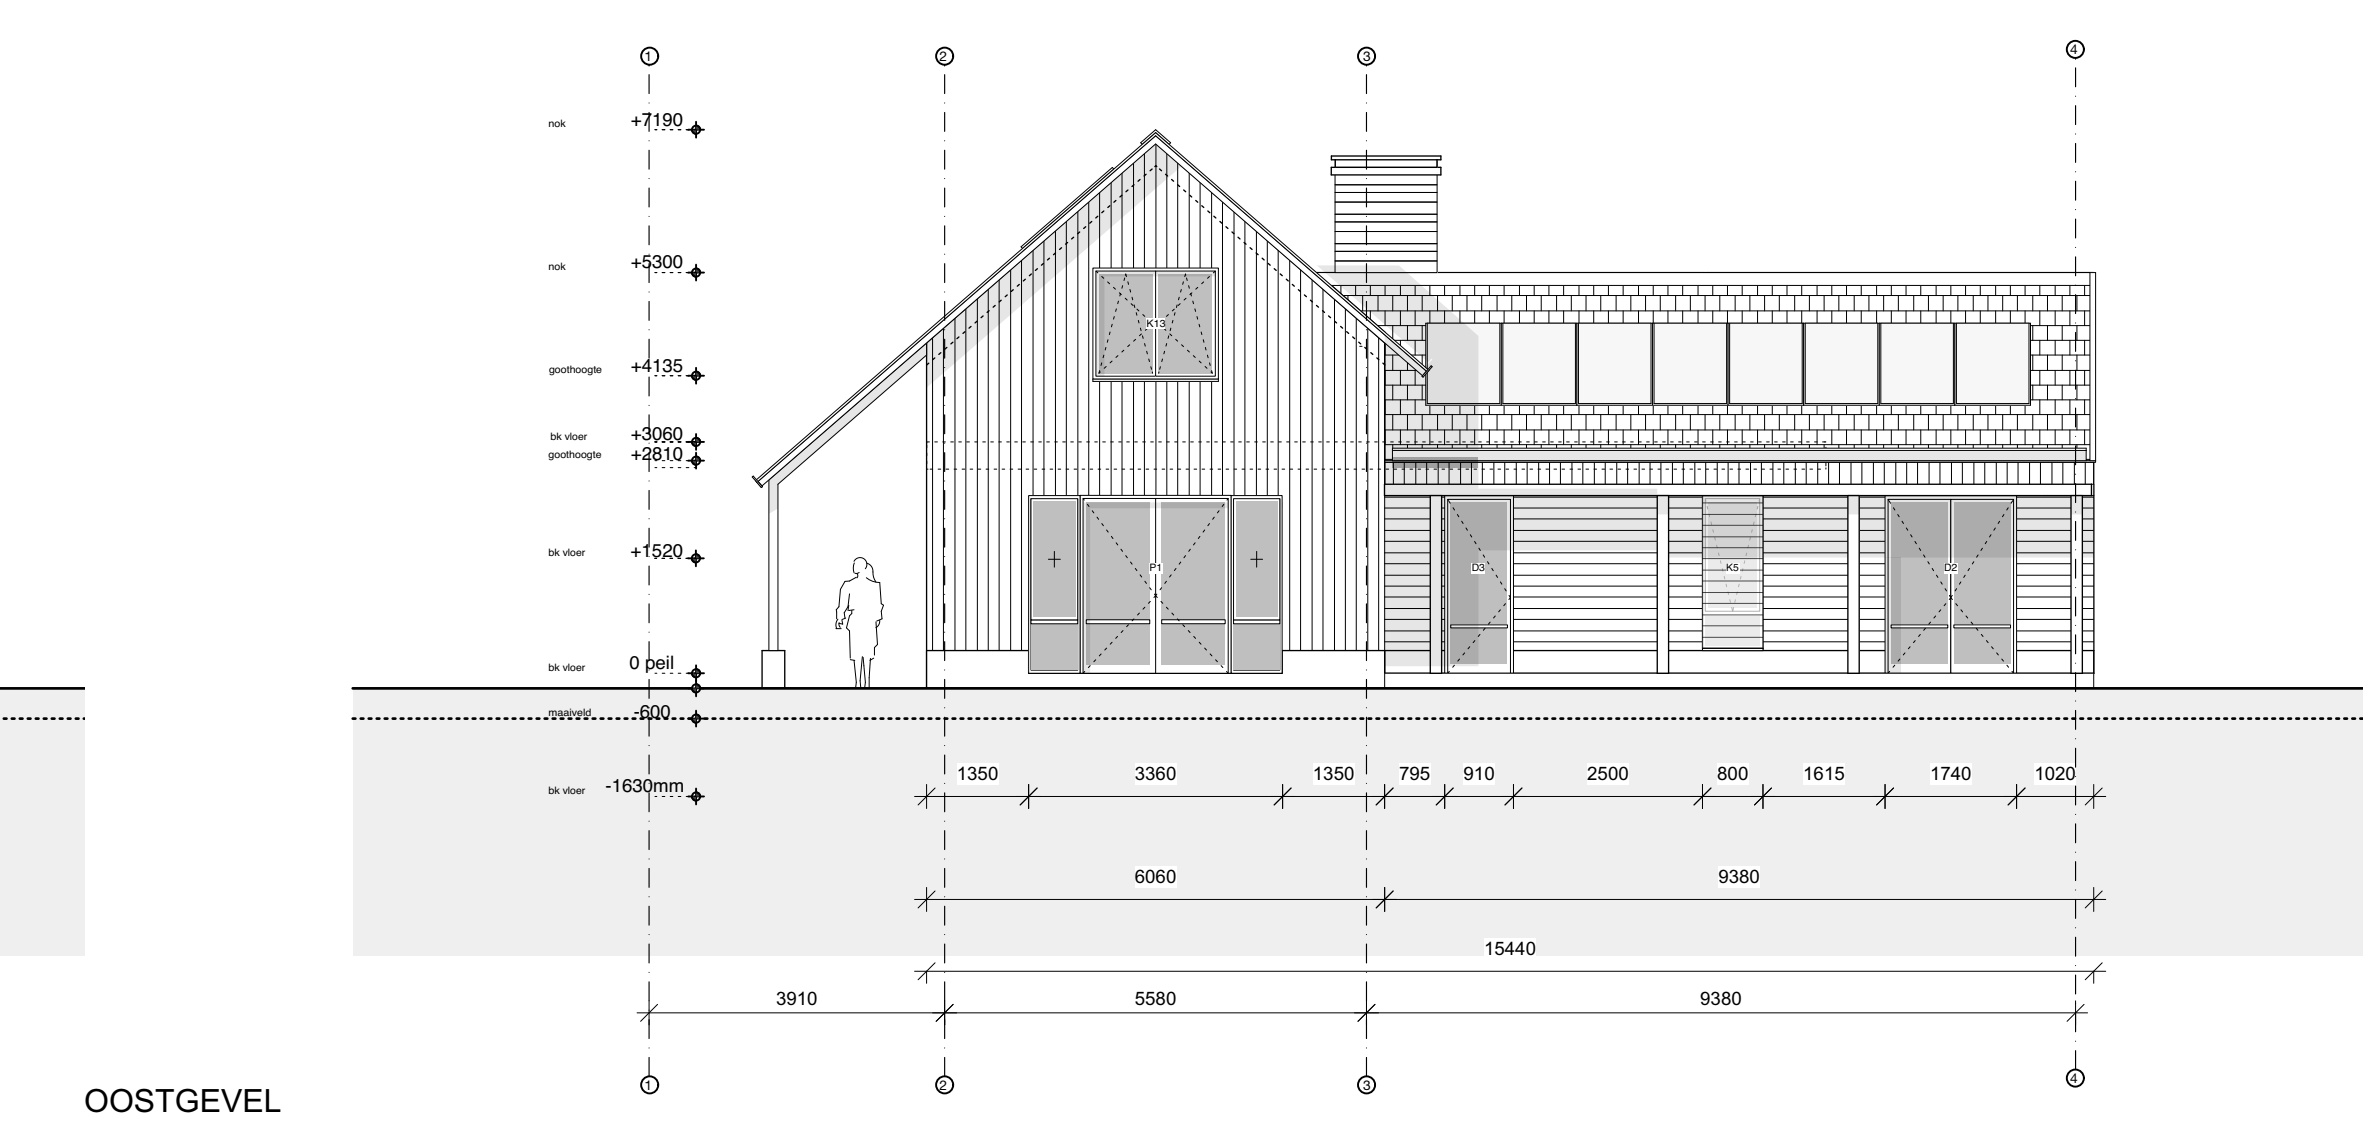 1 2 3 4
nok +7190
nok +5300
goothoogte +4135
bk vloer +3060
goothoogte +2810
bk vloer +1520
bk vloer 0 peil
maaiveld -600
bk vloer -1630mm
K13
P1 D3 K5 D2
1350 3360 1350 795 910 2500 800 1615 1740 1020
6060 9380
15440
3910 5580 9380
1 2 3 4
OOSTGEVEL